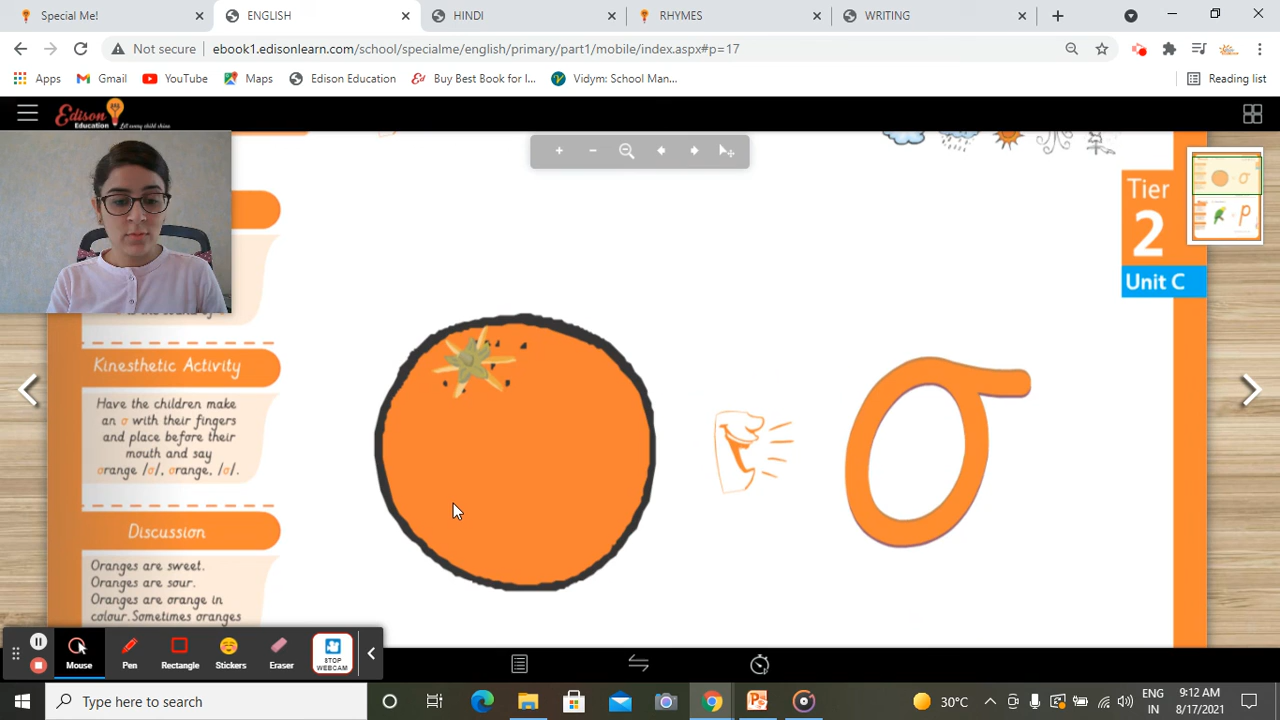 Special Me!
ENGLISH
HINDI
RHYMES
WRITING
Not secure
ebook1.edisonlearn.com/school/specialme/english/primary/part1/mobile/index.aspx#p=17
Apps
Gmail
YouTube
Maps
Edison Education
Buy Best Book for I...
Vidym: School Man...
Reading list
Edison
Education
Let every child shine
Tier
2
Unit C
Kinesthetic Activity
Have the children make
an o with their fingers
and place before their
mouth and say
orange /o/, orange, /o/.
Discussion
Oranges are sweet.
Oranges are sour.
Oranges are orange in
colour. Sometimes oranges
o
p
Mouse
Pen
Rectangle
Stickers
Eraser
STOP
WEBCAM
Type here to search
30°C
ENG
IN
9:12 AM
8/17/2021